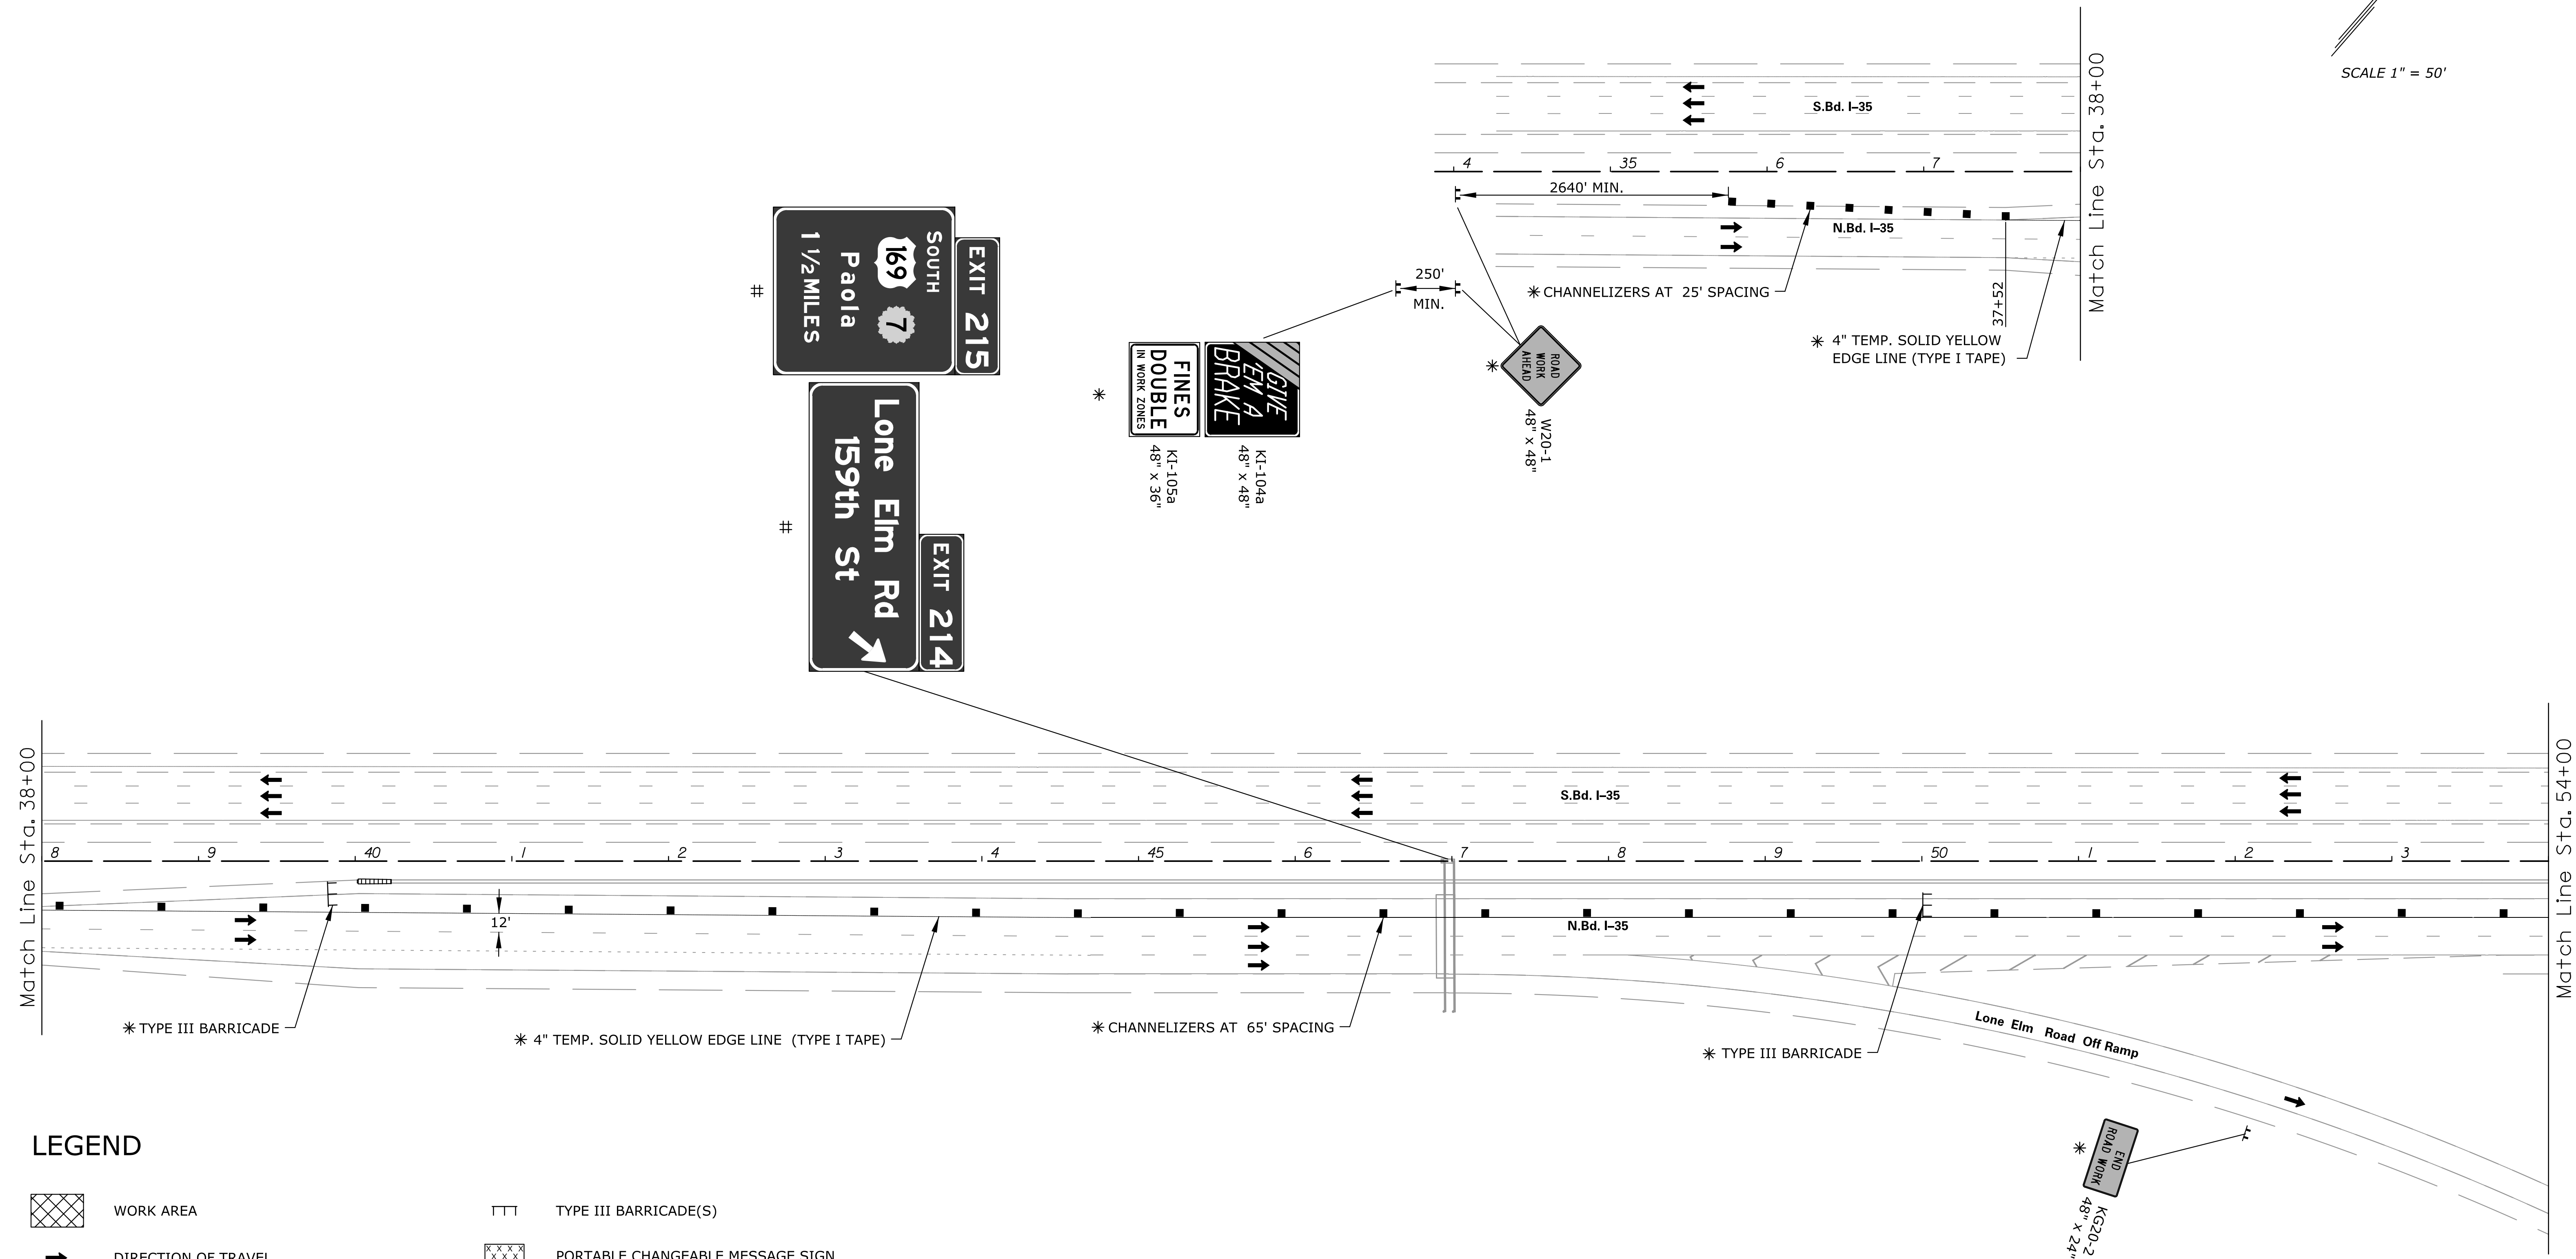 SCALE 1" = 50'
S.Bd. I–35
4 35 6 7
2640' MIN.
N.Bd. I–35
✳ CHANNELIZERS AT 25' SPACING
37+52
✳ 4" TEMP. SOLID YELLOW
EDGE LINE (TYPE I TAPE)
Match Line Sta. 38+00
250'
MIN.
EXIT 215
SOUTH
169 7
Paola
1 1/2 MILES
#
EXIT 214
Lone Elm Rd
159th St
#
GIVE
'EM A
BRAKE
KI-104a
48" x 48"
FINES
DOUBLE
IN WORK ZONES
KI-105a
48" x 36'
✳
ROAD
WORK
AHEAD
✳
W20-1
48" x 48"
Match Line Sta. 38+00
S.Bd. I–35
8 9 40 1 2 3 4 45 6 7 8 9 50 1 2 3
12'
N.Bd. I–35
✳ TYPE III BARRICADE
✳ 4" TEMP. SOLID YELLOW EDGE LINE (TYPE I TAPE)
✳ CHANNELIZERS AT 65' SPACING
✳ TYPE III BARRICADE
Lone Elm Road Off Ramp
Match Line Sta. 54+00
✳
END
ROAD WORK
KG20-2
48" x 24"
LEGEND
WORK AREA
TYPE III BARRICADE(S)
DIRECTION OF TRAVEL
PORTABLE CHANGEABLE MESSAGE SIGN